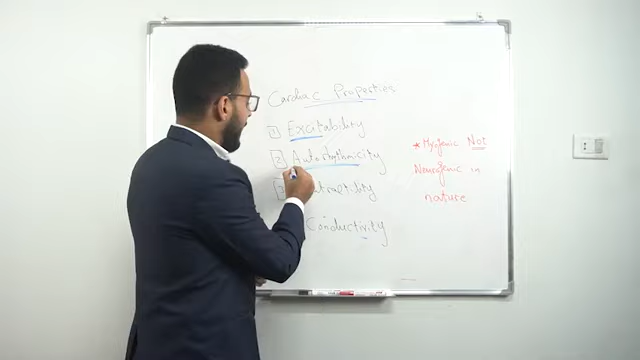 Cardiac Properties
1 Excitability
2 Autorhythmicity
Conductivity
* Myogenic Not
Neurogenic in
nature